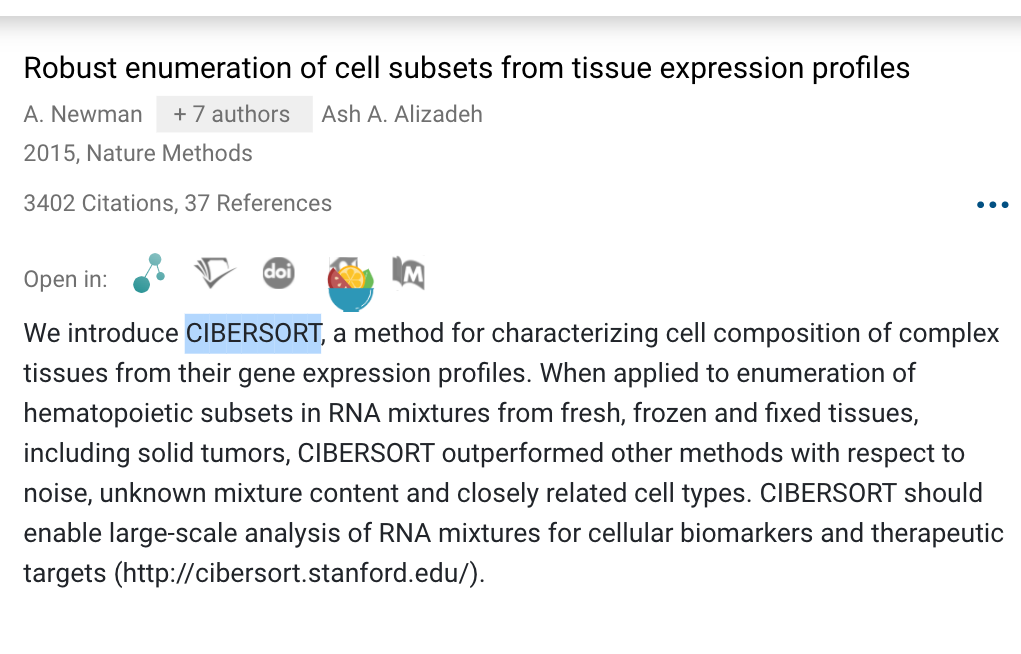 Robust enumeration of cell subsets from tissue expression profiles
A. Newman + 7 authors Ash A. Alizadeh
2015, Nature Methods
3402 Citations, 37 References
Open in: doi M
We introduce CIBERSORT, a method for characterizing cell composition of complex
tissues from their gene expression profiles. When applied to enumeration of
hematopoietic subsets in RNA mixtures from fresh, frozen and fixed tissues,
including solid tumors, CIBERSORT outperformed other methods with respect to
noise, unknown mixture content and closely related cell types. CIBERSORT should
enable large-scale analysis of RNA mixtures for cellular biomarkers and therapeutic
targets (http://cibersort.stanford.edu/).